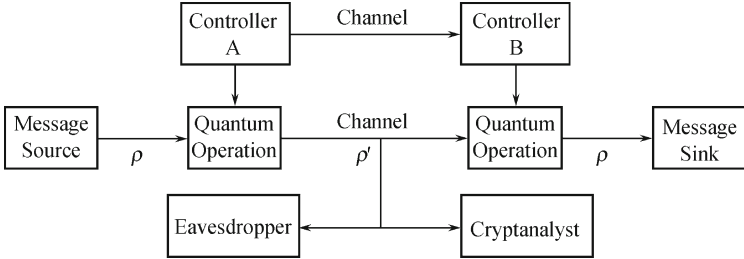 Controller
A
Channel
Controller
B
Message
Source
ρ
Quantum
Operation
Channel
ρ'
Quantum
Operation
ρ
Message
Sink
Eavesdropper
Cryptanalyst